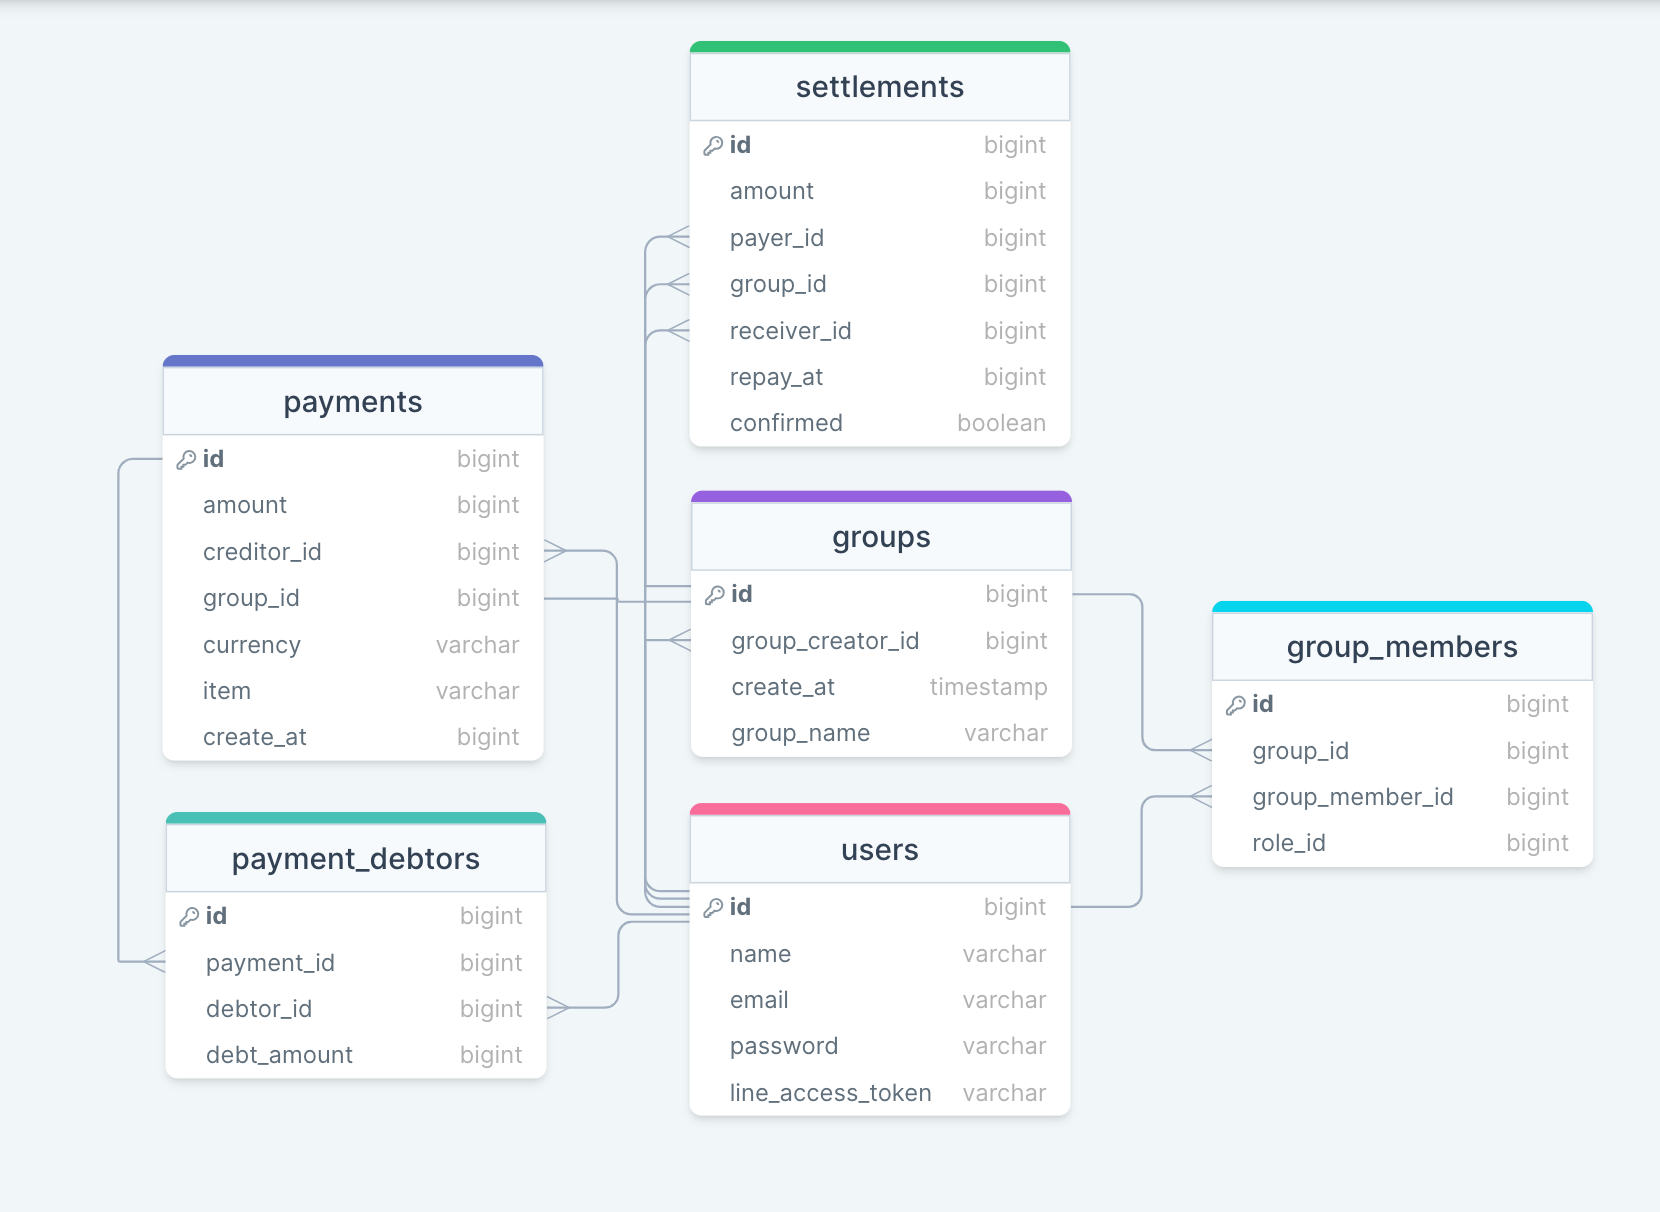 settlements
id bigint
amount bigint
payer_id bigint
group_id bigint
receiver_id bigint
repay_at bigint
confirmed boolean
payments
id bigint
amount bigint
creditor_id bigint
group_id bigint
currency varchar
item varchar
create_at bigint
groups
id bigint
group_creator_id bigint
create_at timestamp
group_name varchar
group_members
id bigint
group_id bigint
group_member_id bigint
role_id bigint
payment_debtors
id bigint
payment_id bigint
debtor_id bigint
debt_amount bigint
users
id bigint
name varchar
email varchar
password varchar
line_access_token varchar